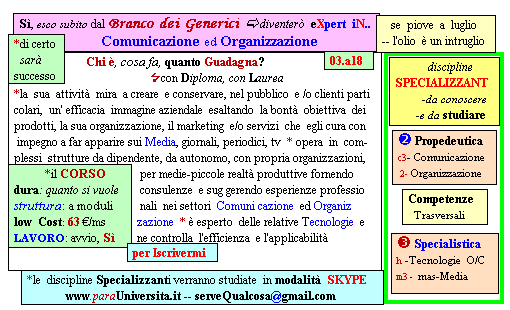 Sì, esco subito dal Branco dei Generici ⇨diventerò eXpert iN..
Comunicazione ed Organizzazione
se piove a luglio
-- l'olio è un intruglio
*di certo
sarà
successo
Chi è, cosa fa, quanto Guadagna?
con Diploma, con Laurea
03.a18
*la sua attività mira a creare e conservare, nel pubblico e /o clienti parti
colari, un' efficacia immagine aziendale esaltando la bontà obiettiva dei
prodotti, la sua organizzazione, il marketing e/o servizi che egli cura con
impegno a far apparire sui Media, giornali, periodici, tv * opera in com-
plessi strutture da dipendente, da autonomo, con propria organizzioni,
per medie-piccole realtà produttive fornendo
consulenze e suggerendo esperienze professio
nali nei settori Comunicazione ed Organiz
zazione * è esperto delle relative Tecnologie e
ne controlla l'efficienza e l'applicabilità
*il CORSO
dura: quanto si vuole
struttura: a moduli
low Cost: 63 €/ms
LAVORO: avvio, Sì
per Iscrivermi
*le discipline Specializzanti verranno studiate in modalità SKYPE
www.paraUniversita.it -- serveQualcosa@gmail.com
discipline
SPECIALIZZANT
-da conoscere
-e da studiare
❷ Propedeutica
c3- Comunicazione
2- Organizzazione
Competenze
Trasversali
❸ Specialistica
h -Tecnologie O/C
m3 - mas-Media